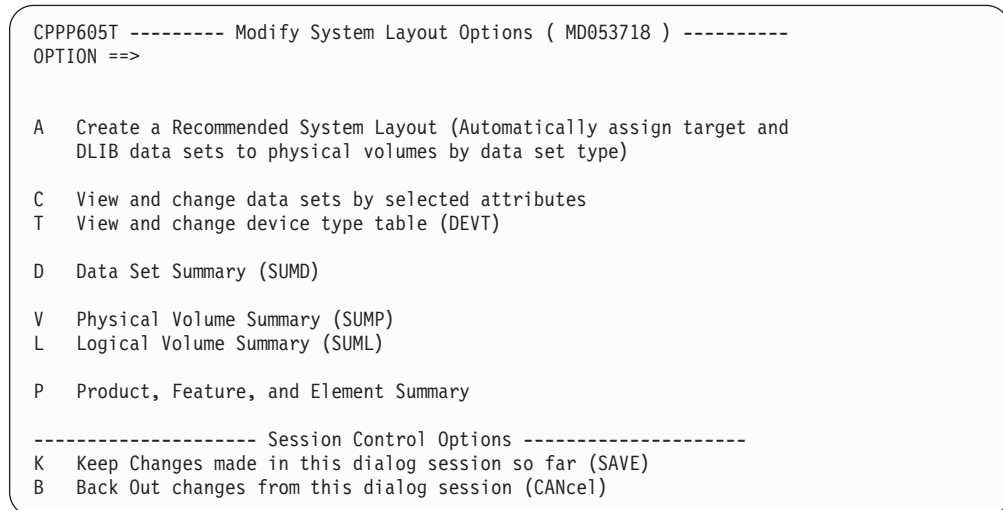 CPPP605T --------- Modify System Layout Options ( MD053718 ) ----------
OPTION ==>
A   Create a Recommended System Layout (Automatically assign target and
    DLIB data sets to physical volumes by data set type)
C   View and change data sets by selected attributes
T   View and change device type table (DEVT)
D   Data Set Summary (SUMD)
V   Physical Volume Summary (SUMP)
L   Logical Volume Summary (SUML)
P   Product, Feature, and Element Summary
--------------------- Session Control Options ---------------------
K   Keep Changes made in this dialog session so far (SAVE)
B   Back Out changes from this dialog session (CANcel)